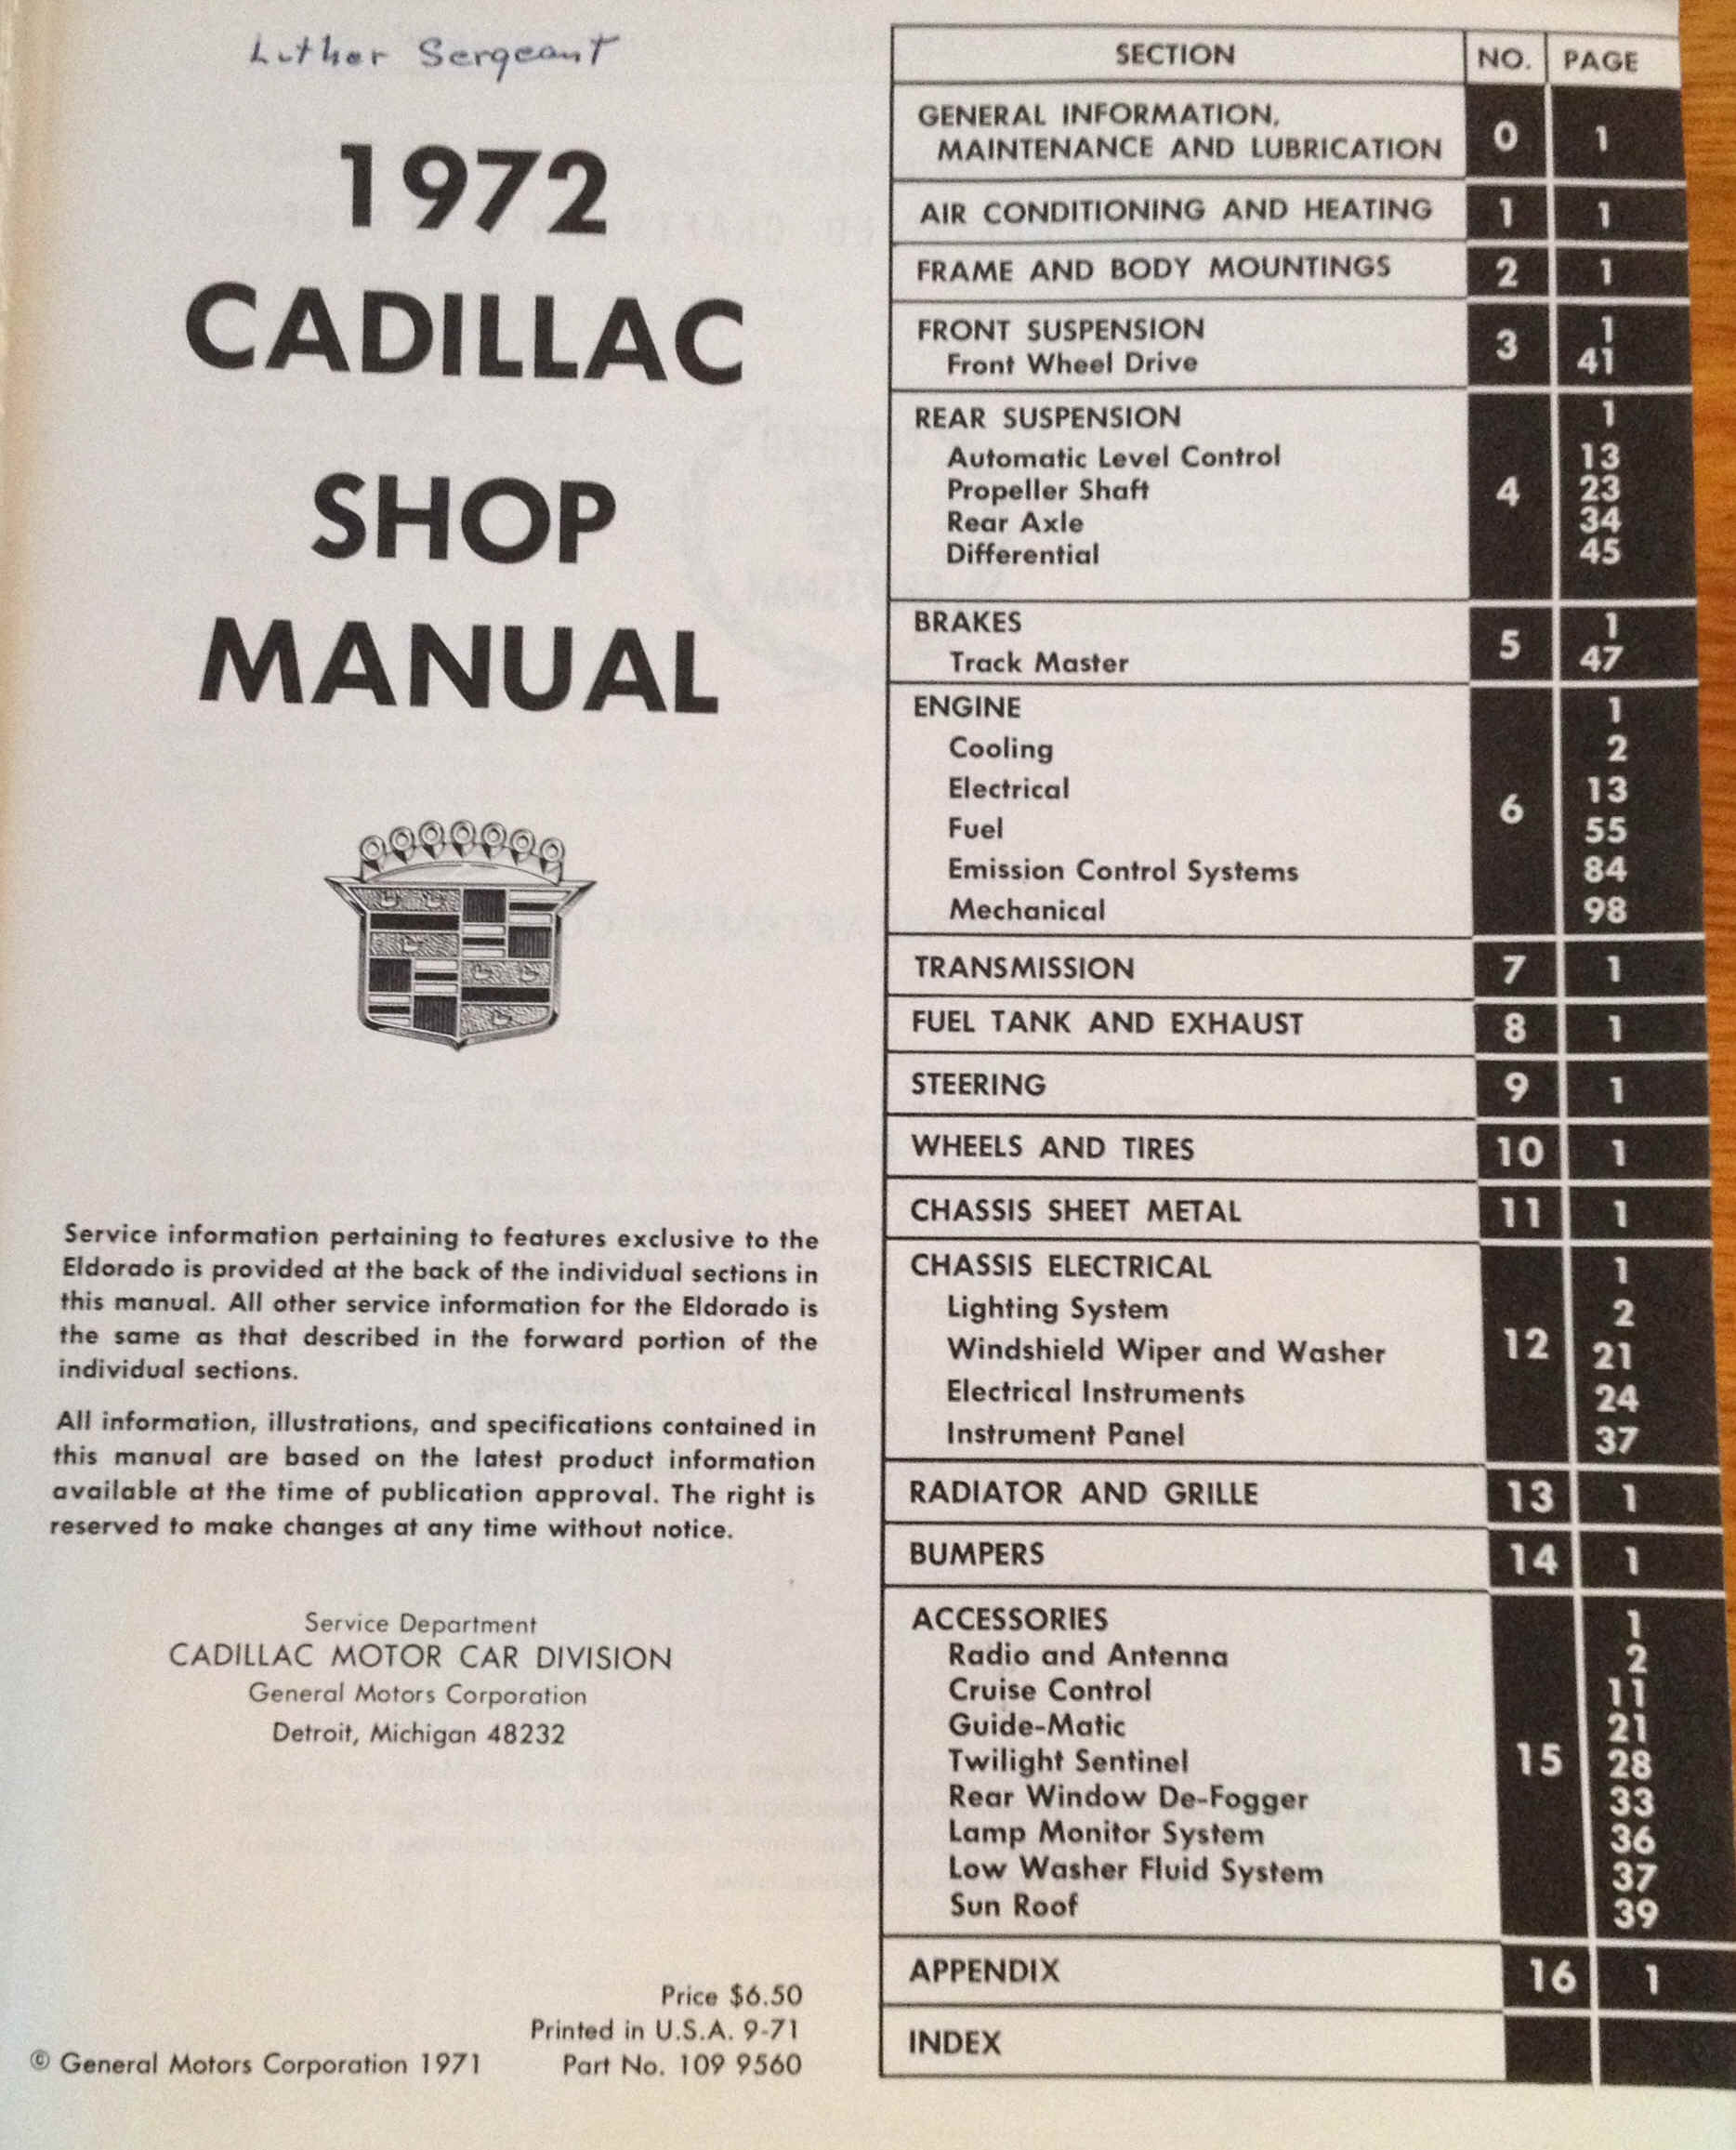 Luther Sergeant
1972
CADILLAC
SHOP
MANUAL
Service information pertaining to features exclusive to the
Eldorado is provided at the back of the individual sections in
this manual. All other service information for the Eldorado is
the same as that described in the forward portion of the
individual sections.
All information, illustrations, and specifications contained in
this manual are based on the latest product information
available at the time of publication approval. The right is
reserved to make changes at any time without notice.
Service Department
CADILLAC MOTOR CAR DIVISION
General Motors Corporation
Detroit, Michigan 48232
Price $6.50
Printed in U.S.A. 9-71
© General Motors Corporation 1971 Part No. 109 9560
SECTION NO. PAGE
GENERAL INFORMATION,
MAINTENANCE AND LUBRICATION 0 1
AIR CONDITIONING AND HEATING 1 1
FRAME AND BODY MOUNTINGS 2 1
FRONT SUSPENSION 3 1
Front Wheel Drive 41
REAR SUSPENSION 4 1
Automatic Level Control 13
Propeller Shaft 23
Rear Axle 34
Differential 45
BRAKES 5 1
Track Master 47
ENGINE 6 1
Cooling 2
Electrical 13
Fuel 55
Emission Control Systems 84
Mechanical 98
TRANSMISSION 7 1
FUEL TANK AND EXHAUST 8 1
STEERING 9 1
WHEELS AND TIRES 10 1
CHASSIS SHEET METAL 11 1
CHASSIS ELECTRICAL 12 1
Lighting System 2
Windshield Wiper and Washer 21
Electrical Instruments 24
Instrument Panel 37
RADIATOR AND GRILLE 13 1
BUMPERS 14 1
ACCESSORIES 15 1
Radio and Antenna 2
Cruise Control 11
Guide-Matic 21
Twilight Sentinel 28
Rear Window De-Fogger 33
Lamp Monitor System 36
Low Washer Fluid System 37
Sun Roof 39
APPENDIX 16 1
INDEX